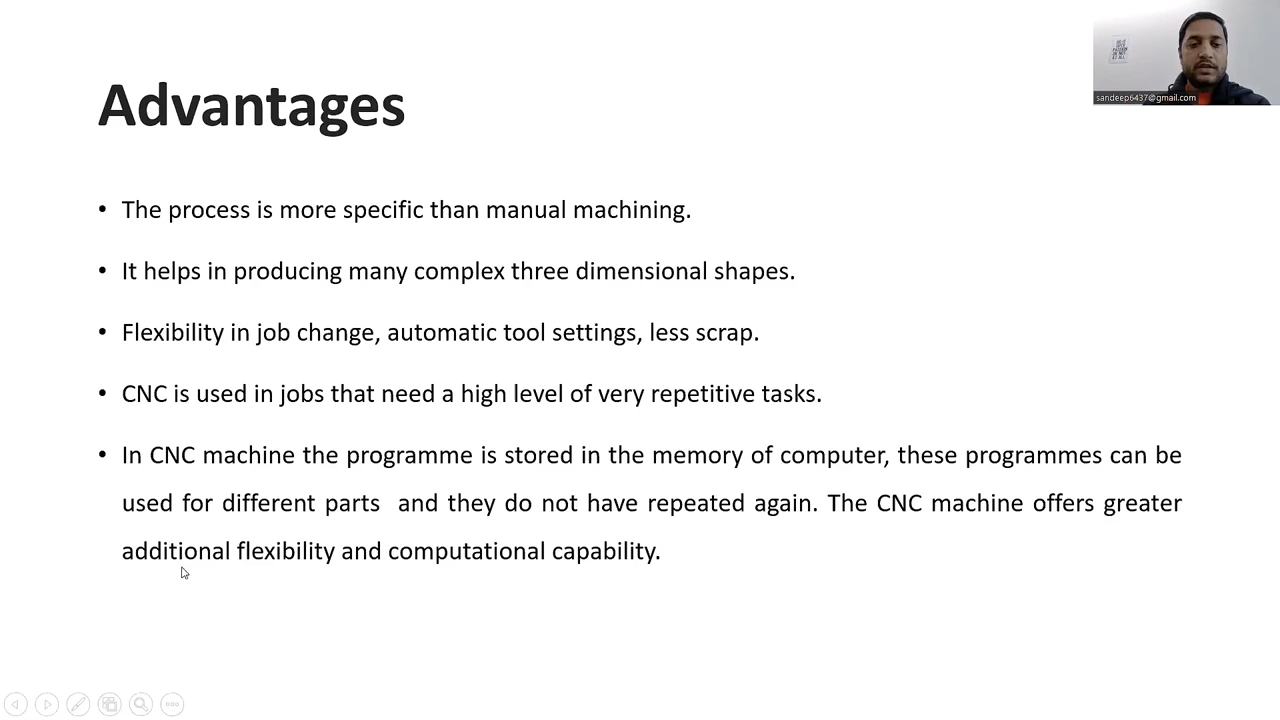 Advantages
• The process is more specific than manual machining.
• It helps in producing many complex three dimensional shapes.
• Flexibility in job change, automatic tool settings, less scrap.
• CNC is used in jobs that need a high level of very repetitive tasks.
• In CNC machine the programme is stored in the memory of computer, these programmes can be
used for different parts and they do not have repeated again. The CNC machine offers greater
additional flexibility and computational capability.
sandeep6437@gmail.com